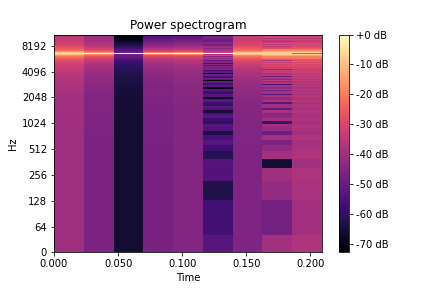 Power spectrogram
Hz
8192
4096
2048
1024
512
256
128
64
0
0.000 0.050 0.100 0.150 0.200
Time
+0 dB
-10 dB
-20 dB
-30 dB
-40 dB
-50 dB
-60 dB
-70 dB